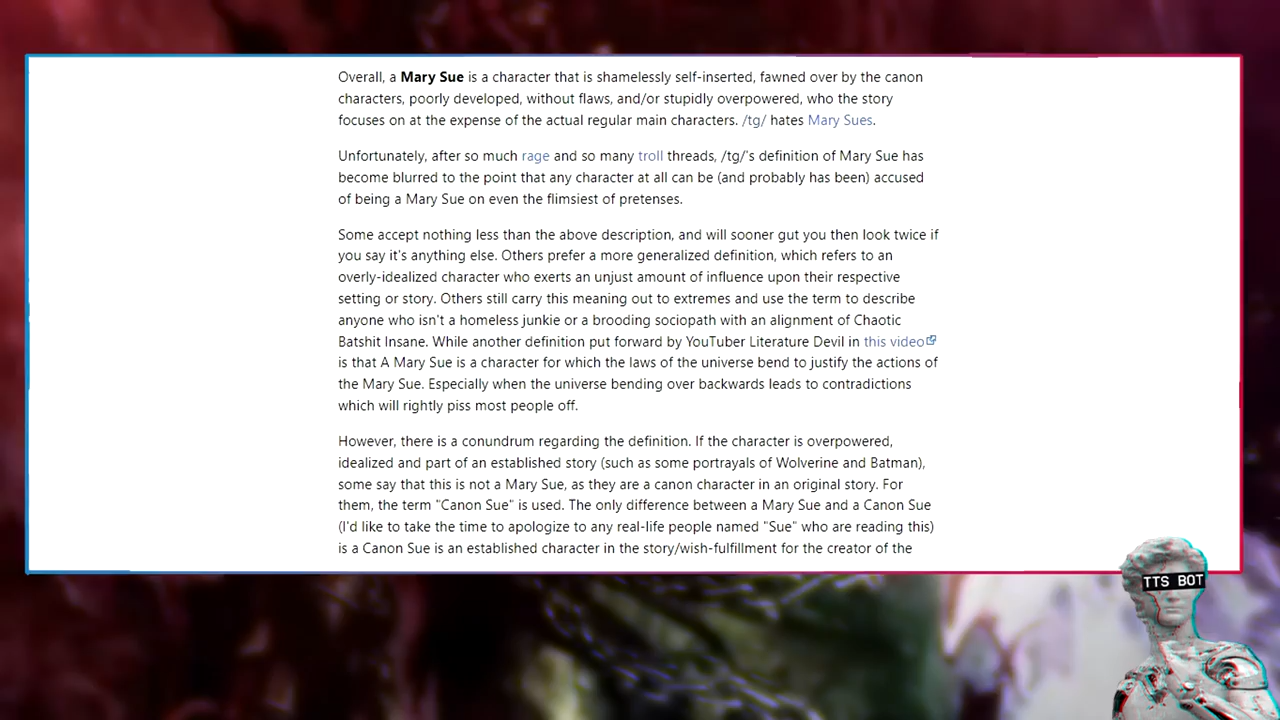 Overall, a Mary Sue is a character that is shamelessly self-inserted, fawned over by the canon
characters, poorly developed, without flaws, and/or stupidly overpowered, who the story
focuses on at the expense of the actual regular main characters. /tg/ hates Mary Sues.
Unfortunately, after so much rage and so many troll threads, /tg/'s definition of Mary Sue has
become blurred to the point that any character at all can be (and probably has been) accused
of being a Mary Sue on even the flimsiest of pretenses.
Some accept nothing less than the above description, and will sooner gut you then look twice if
you say it's anything else. Others prefer a more generalized definition, which refers to an
overly-idealized character who exerts an unjust amount of influence upon their respective
setting or story. Others still carry this meaning out to extremes and use the term to describe
anyone who isn't a homeless junkie or a brooding sociopath with an alignment of Chaotic
Batshit Insane. While another definition put forward by YouTuber Literature Devil in this video
is that A Mary Sue is a character for which the laws of the universe bend to justify the actions of
the Mary Sue. Especially when the universe bending over backwards leads to contradictions
which will rightly piss most people off.
However, there is a conundrum regarding the definition. If the character is overpowered,
idealized and part of an established story (such as some portrayals of Wolverine and Batman),
some say that this is not a Mary Sue, as they are a canon character in an original story. For
them, the term "Canon Sue" is used. The only difference between a Mary Sue and a Canon Sue
(I'd like to take the time to apologize to any real-life people named "Sue" who are reading this)
is a Canon Sue is an established character in the story/wish-fulfillment for the creator of the
TTS BOT